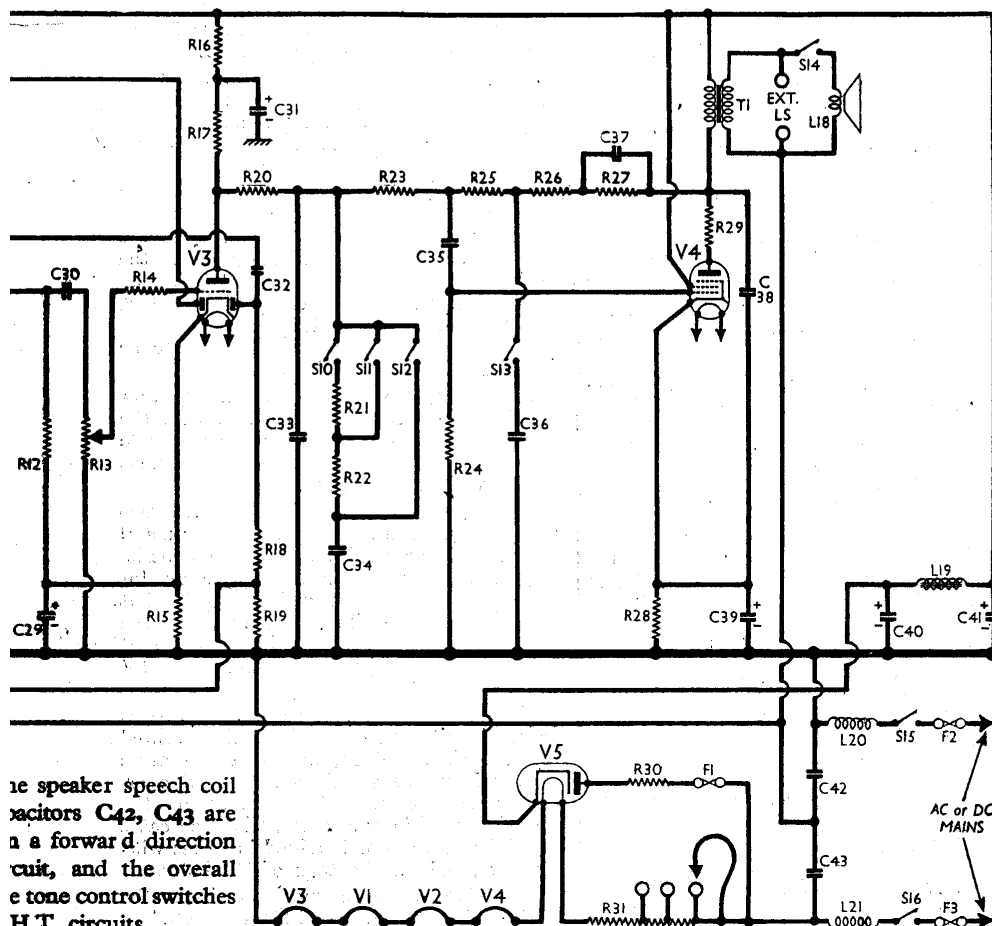 R16
S14
T1
EXT.
LS
L18
C31
R17
C37
R20
R23
R25
R26
R27
R29
V3
V4
C35
C30
R14
C32
C
38
S10
S11
S12
S13
R21
C33
C36
R12
R13
R22
R24
R18
C34
L19
C29
R15
R19
R28
C39
C40
C41
L20
S15
F2
V5
R30
F1
C42
AC or DC
MAINS
C43
ne speaker speech coil
pacitors C42, C43 are
n a forward direction
rcuit, and the overall
e tone control switches
H.T. circuits
V3
V1
V2
V4
R31
L21
S16
F3